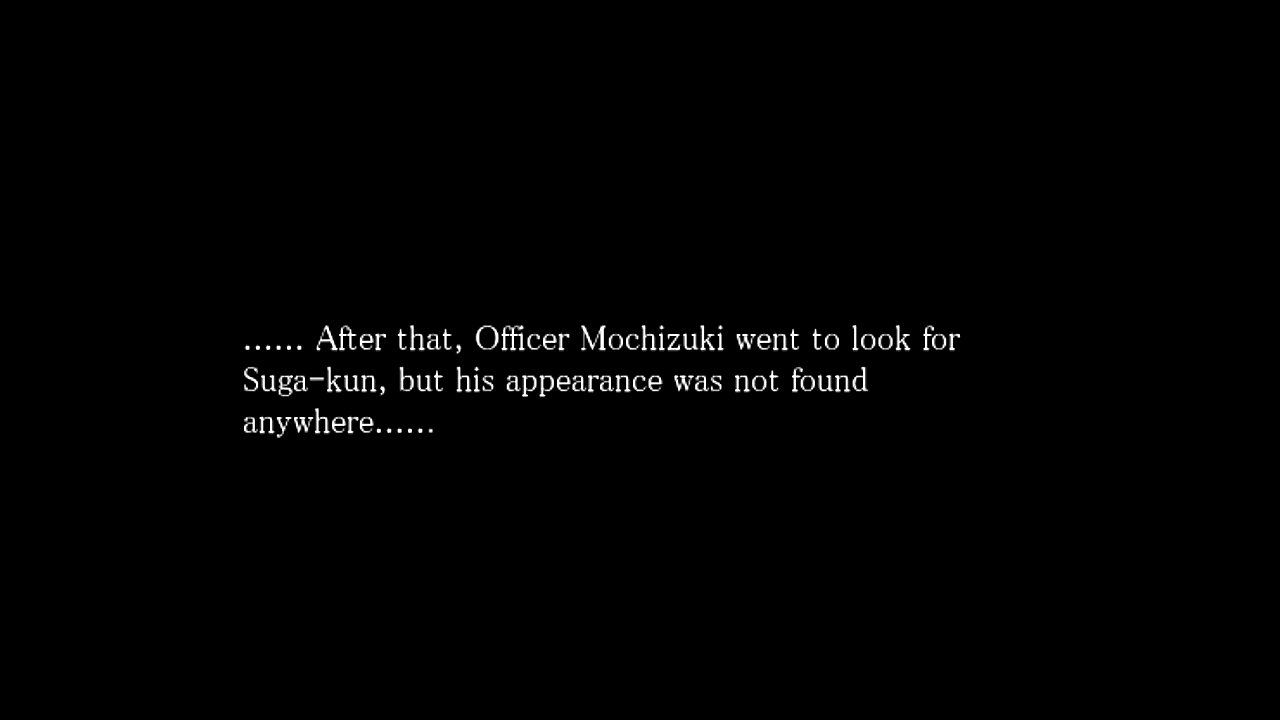 ...... After that, Officer Mochizuki went to look for
Suga-kun, but his appearance was not found
anywhere......